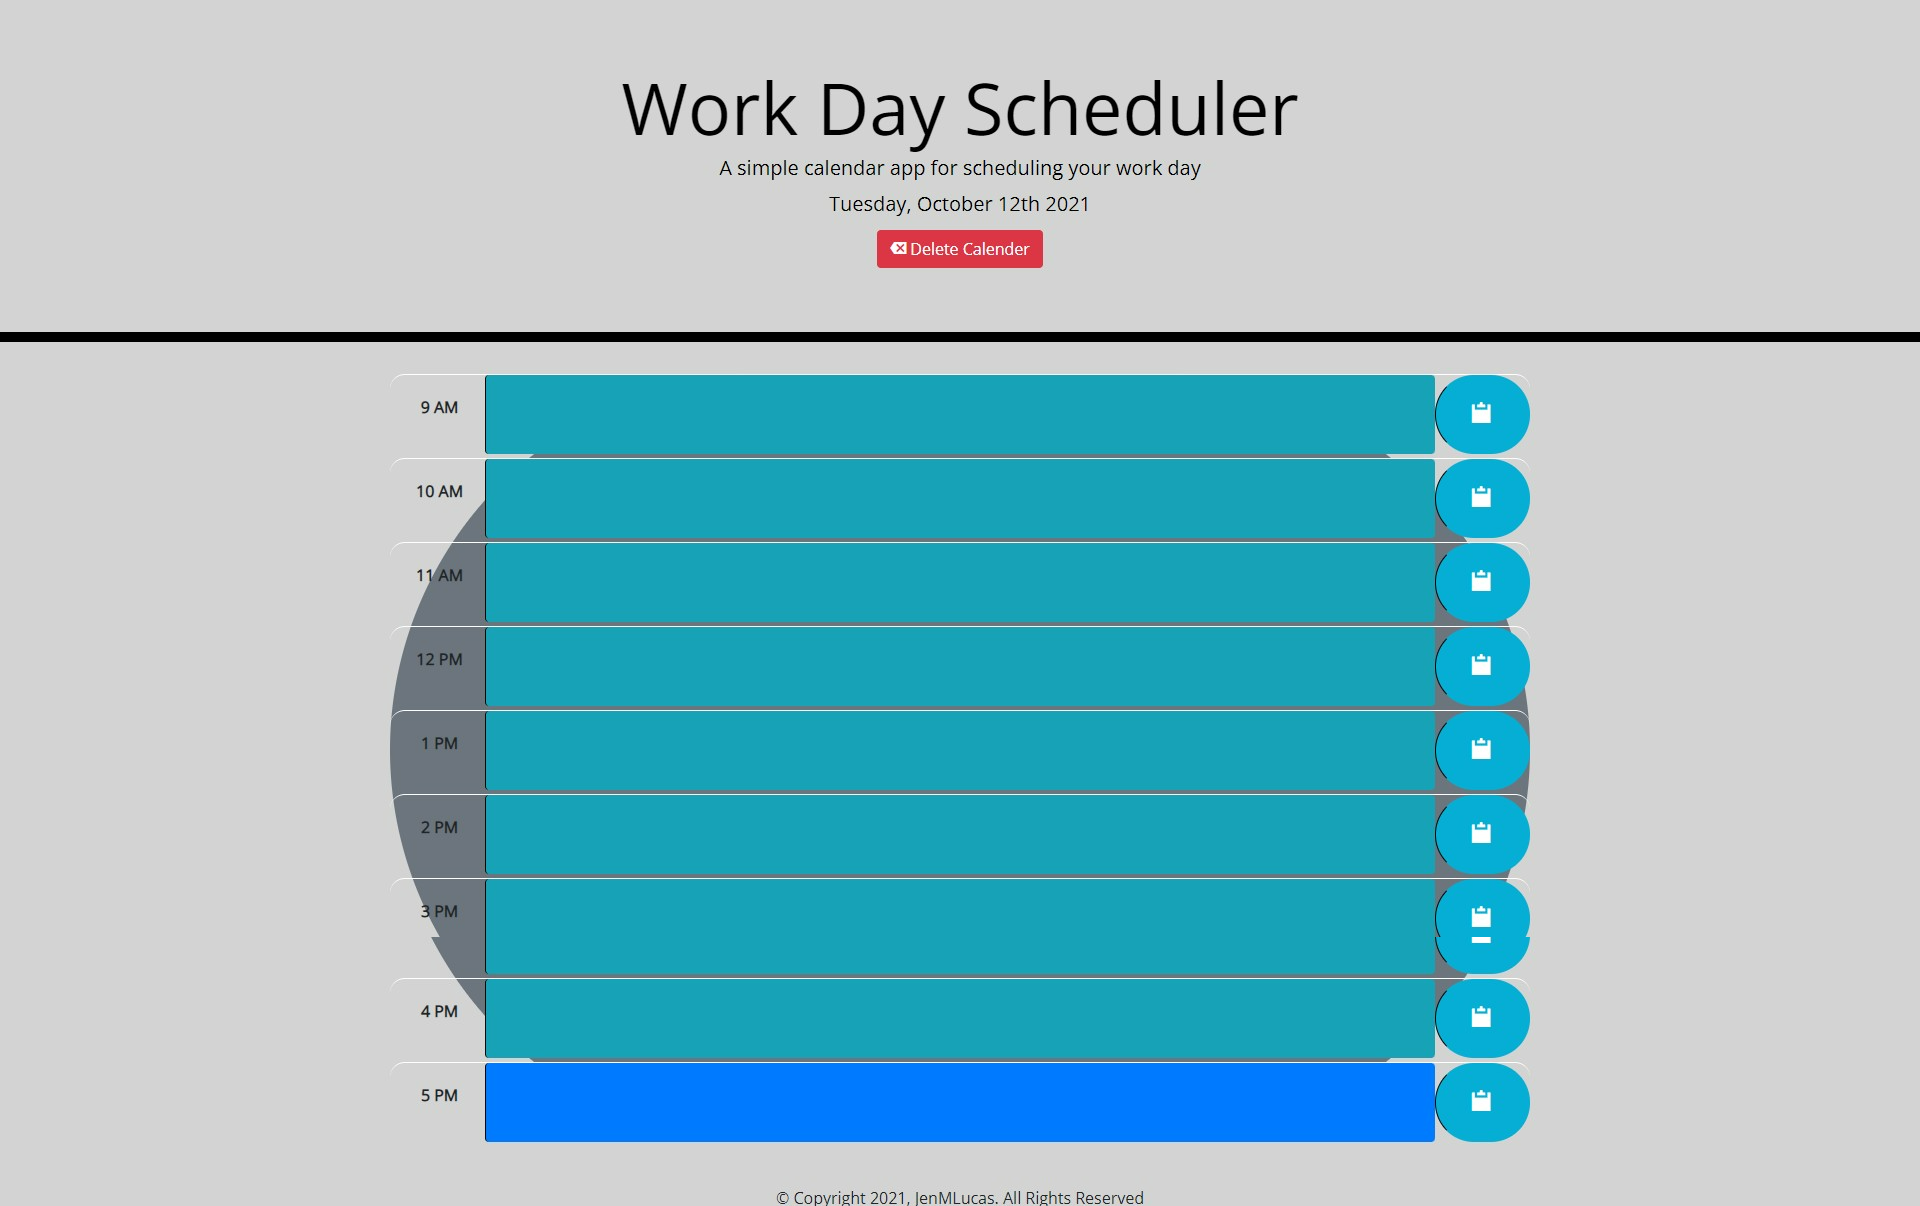 Work Day Scheduler
A simple calendar app for scheduling your work day
Tuesday, October 12th 2021
Delete Calender
9 AM
10 AM
11 AM
12 PM
1 PM
2 PM
3 PM
4 PM
5 PM
© Copyright 2021, JenMLucas. All Rights Reserved